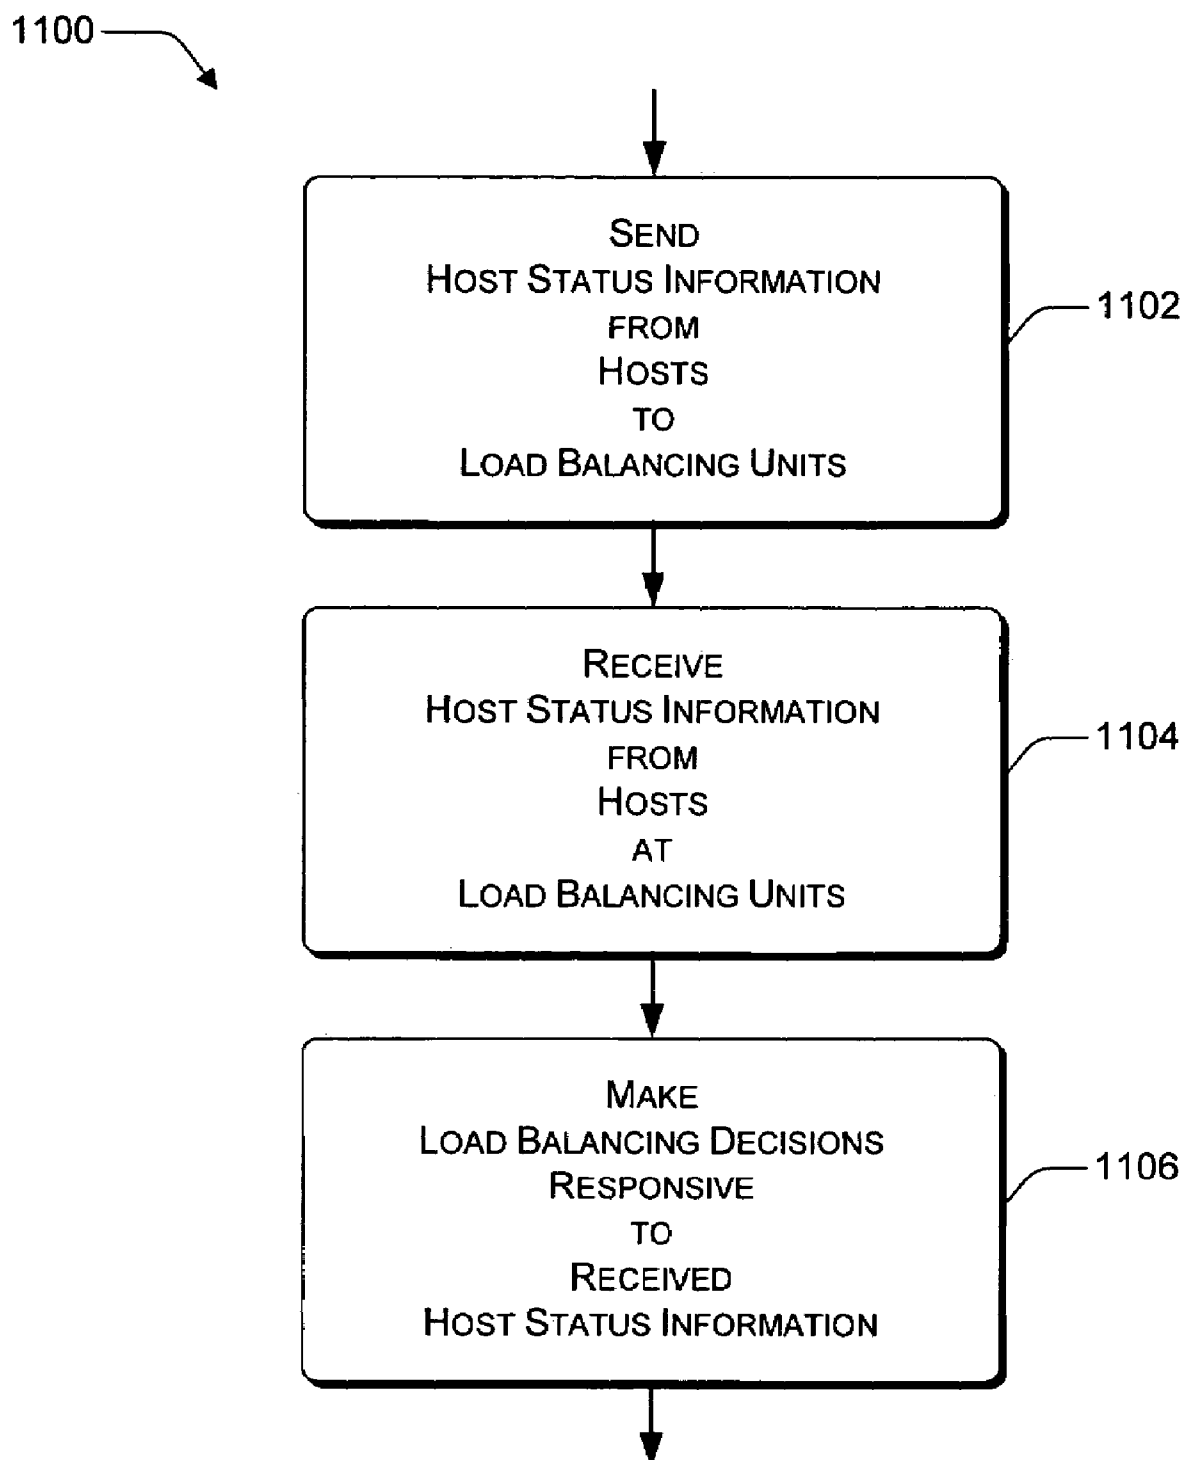 1100
SEND
HOST STATUS INFORMATION
FROM
HOSTS
TO
LOAD BALANCING UNITS
1102
RECEIVE
HOST STATUS INFORMATION
FROM
HOSTS
AT
LOAD BALANCING UNITS
1104
MAKE
LOAD BALANCING DECISIONS
RESPONSIVE
TO
RECEIVED
HOST STATUS INFORMATION
1106